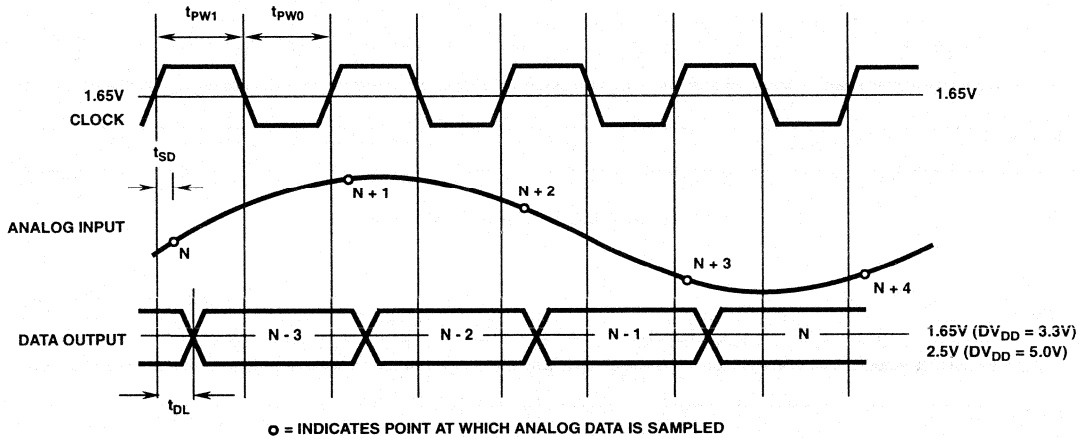 tPW1 tPW0
1.65V
CLOCK
1.65V
tSD
N + 1
N + 2
ANALOG INPUT
N
N + 3
N + 4
DATA OUTPUT
N - 3
N - 2
N - 1
N
1.65V (DVDD = 3.3V)
2.5V (DVDD = 5.0V)
tDL
= INDICATES POINT AT WHICH ANALOG DATA IS SAMPLED